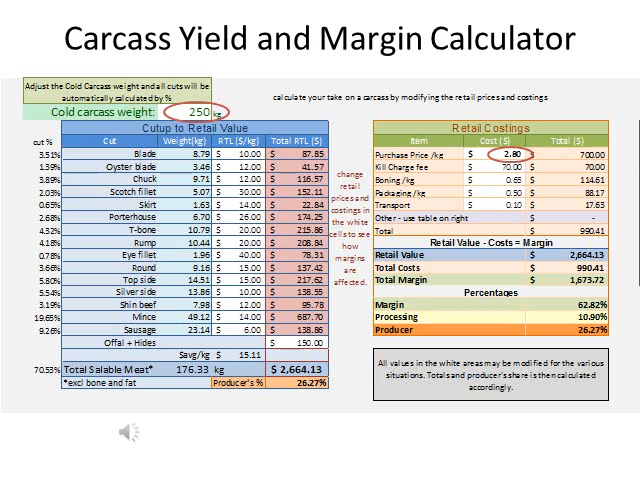 Carcass Yield and Margin Calculator
Adjust the Cold Carcass weight and all cuts will be
automatically calculated by %
calculate your take on a carcass by modifying the retail prices and costings
Cold carcass weight: 250 kg
Cutup to Retail Value
cut % Cut Weight(kg) RTL ($/kg) Total RTL ($)
3.51% Blade 8.79 $ 10.00 $ 87.85
1.39% Oyster blade 3.46 $ 12.00 $ 41.57
3.89% Chuck 9.71 $ 12.00 $ 116.57
2.03% Scotch fillet 5.07 $ 30.00 $ 152.11
0.65% Skirt 1.63 $ 14.00 $ 22.84
2.68% Porterhouse 6.70 $ 26.00 $ 174.25
4.32% T-bone 10.79 $ 20.00 $ 215.86
4.18% Rump 10.44 $ 20.00 $ 208.84
0.78% Eye fillet 1.96 $ 40.00 $ 78.31
3.66% Round 9.16 $ 15.00 $ 137.42
5.80% Top side 14.51 $ 15.00 $ 217.62
5.54% Silver side 13.86 $ 10.00 $ 138.55
3.19% Shin beef 7.98 $ 12.00 $ 95.78
19.65% Mince 49.12 $ 14.00 $ 687.70
9.26% Sausage 23.14 $ 6.00 $ 138.86
Offal + Hides $ 150.00
Savg/kg $ 15.11
70.53% Total Salable Meat* 176.33 kg $ 2,664.13
*excl bone and fat Producer's % 26.27%
change
retail
prices and
costings in
the white
cells to see
how
margins
are
affected.
Retail Costings
Item Cost ($) Total ($)
Purchase Price /kg $ 2.80 $ 700.00
Kill Charge fee 70.00 $ 70.00
Boning /kg $ 0.65 $ 114.61
Packaging /kg $ 0.50 $ 88.17
Transport $ 0.10 $ 17.63
Other - use table on right $ -
Total $ 990.41
Retail Value - Costs = Margin
Retail Value $ 2,664.13
Total Costs $ 990.41
Total Margin $ 1,673.72
Percentages
Margin 62.82%
Processing 10.90%
Producer 26.27%
All values in the white areas may be modified for the various
situations. Totals and producer's share is then calculated
accordingly.